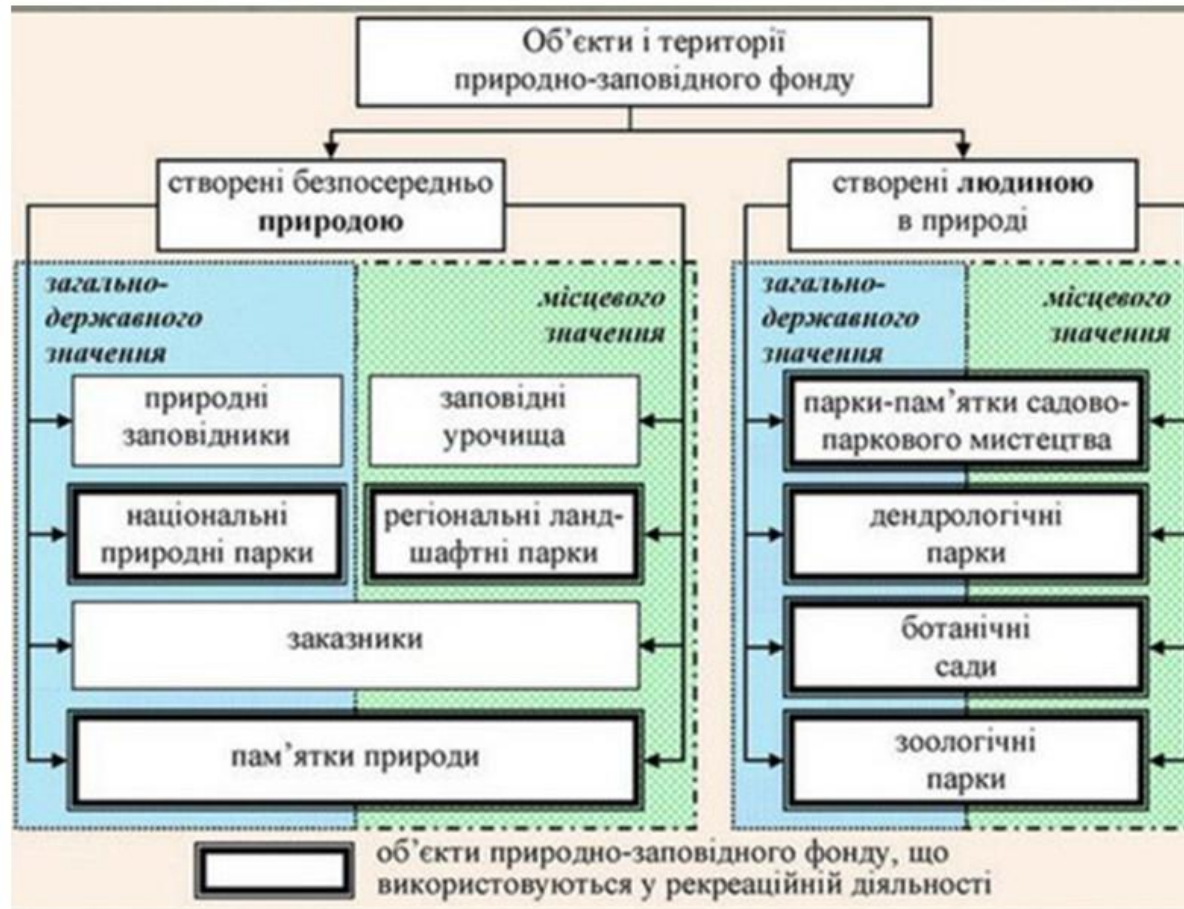 Об’єкти і території
природно-заповідного фонду
створені безпосередньо
природою
створені людиною
в природі
загально-
державного
значення
місцевого
значення
загально-
державного
значення
місцевого
значення
природні
заповідники
заповідні
урочища
парки-пам’ятки садово-
паркового мистецтва
національні
природні парки
регіональні ланд-
шафтні парки
дендрологічні
парки
заказники
ботанічні
сади
пам’ятки природи
зоологічні
парки
об’єкти природно-заповідного фонду, що
використовуються у рекреаційній діяльності